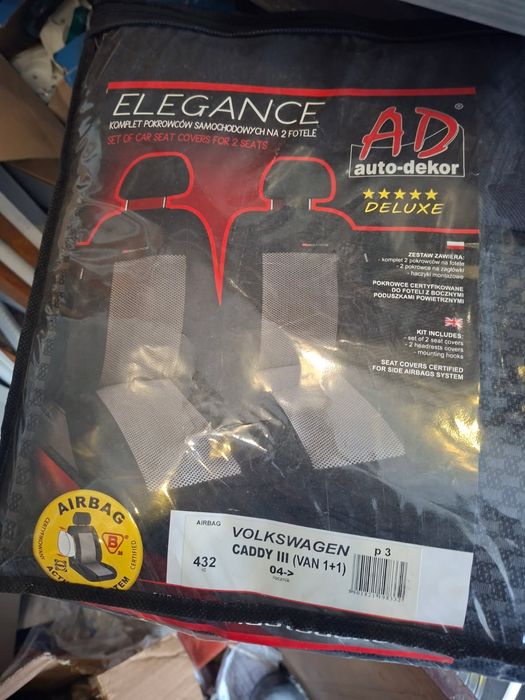 ELEGANCE
KOMPLET POKROWCÓW SAMOCHODOWYCH NA 2 FOTELE
SET OF CAR SEAT COVERS FOR 2 SEATS
AD®
auto-dekor
DELUXE
ZESTAW ZAWIERA:
- komplet 2 pokrowców na fotele
- 2 pokrowce na zagłówki
- haczyki montażowe
POKROWCE CERTYFIKOWANE
DO FOTELI Z BOCZNYMI
PODUSZKAMI POWIETRZNYMI
KIT INCLUDES:
- set of 2 seat covers
- 2 headrests covers
- mounting hooks
SEAT COVERS CERTIFIED
FOR SIDE AIRBAGS SYSTEM
AIRBAG
CERTYFIKOWANY
B
CERTIFIED
AIRBAG
VOLKSWAGEN
p 3
432
CADDY III (VAN 1+1)
04->